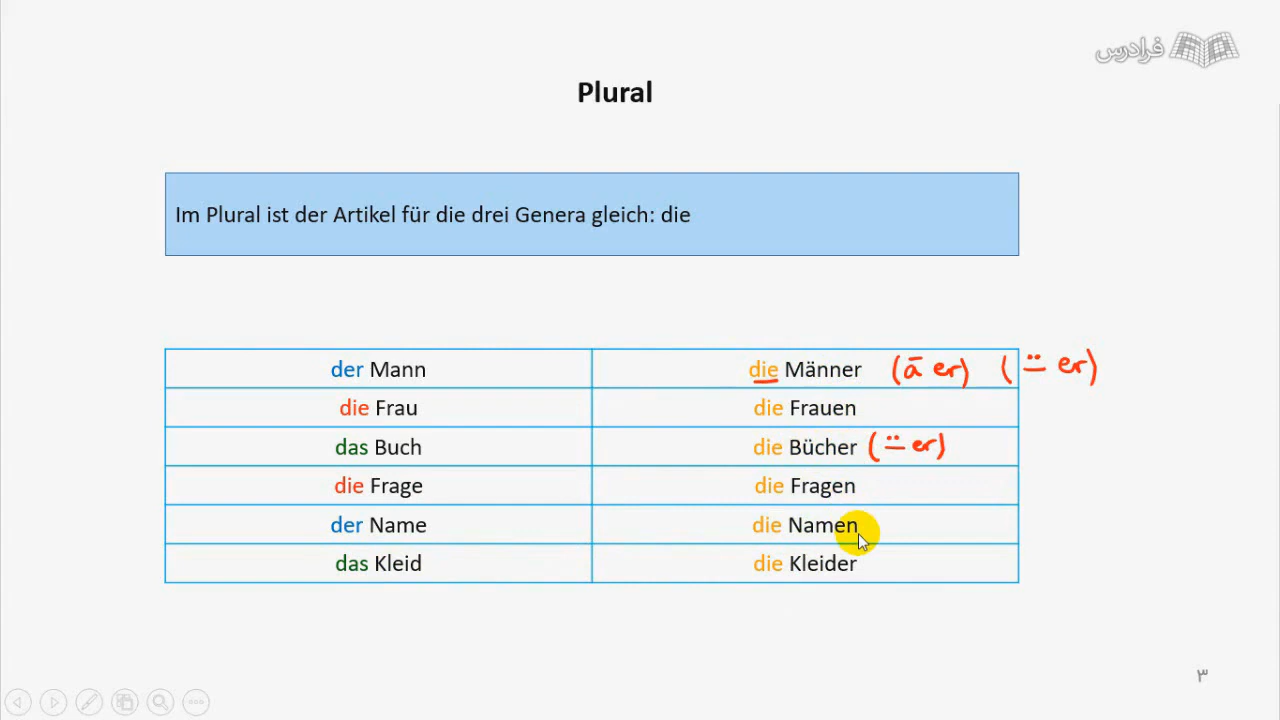 فرادرس
Plural
Im Plural ist der Artikel für die drei Genera gleich: die
der Mann die Männer (ā er) (¨ er)
die Frau die Frauen
das Buch die Bücher (¨ er)
die Frage die Fragen
der Name die Namen
das Kleid die Kleider
۳